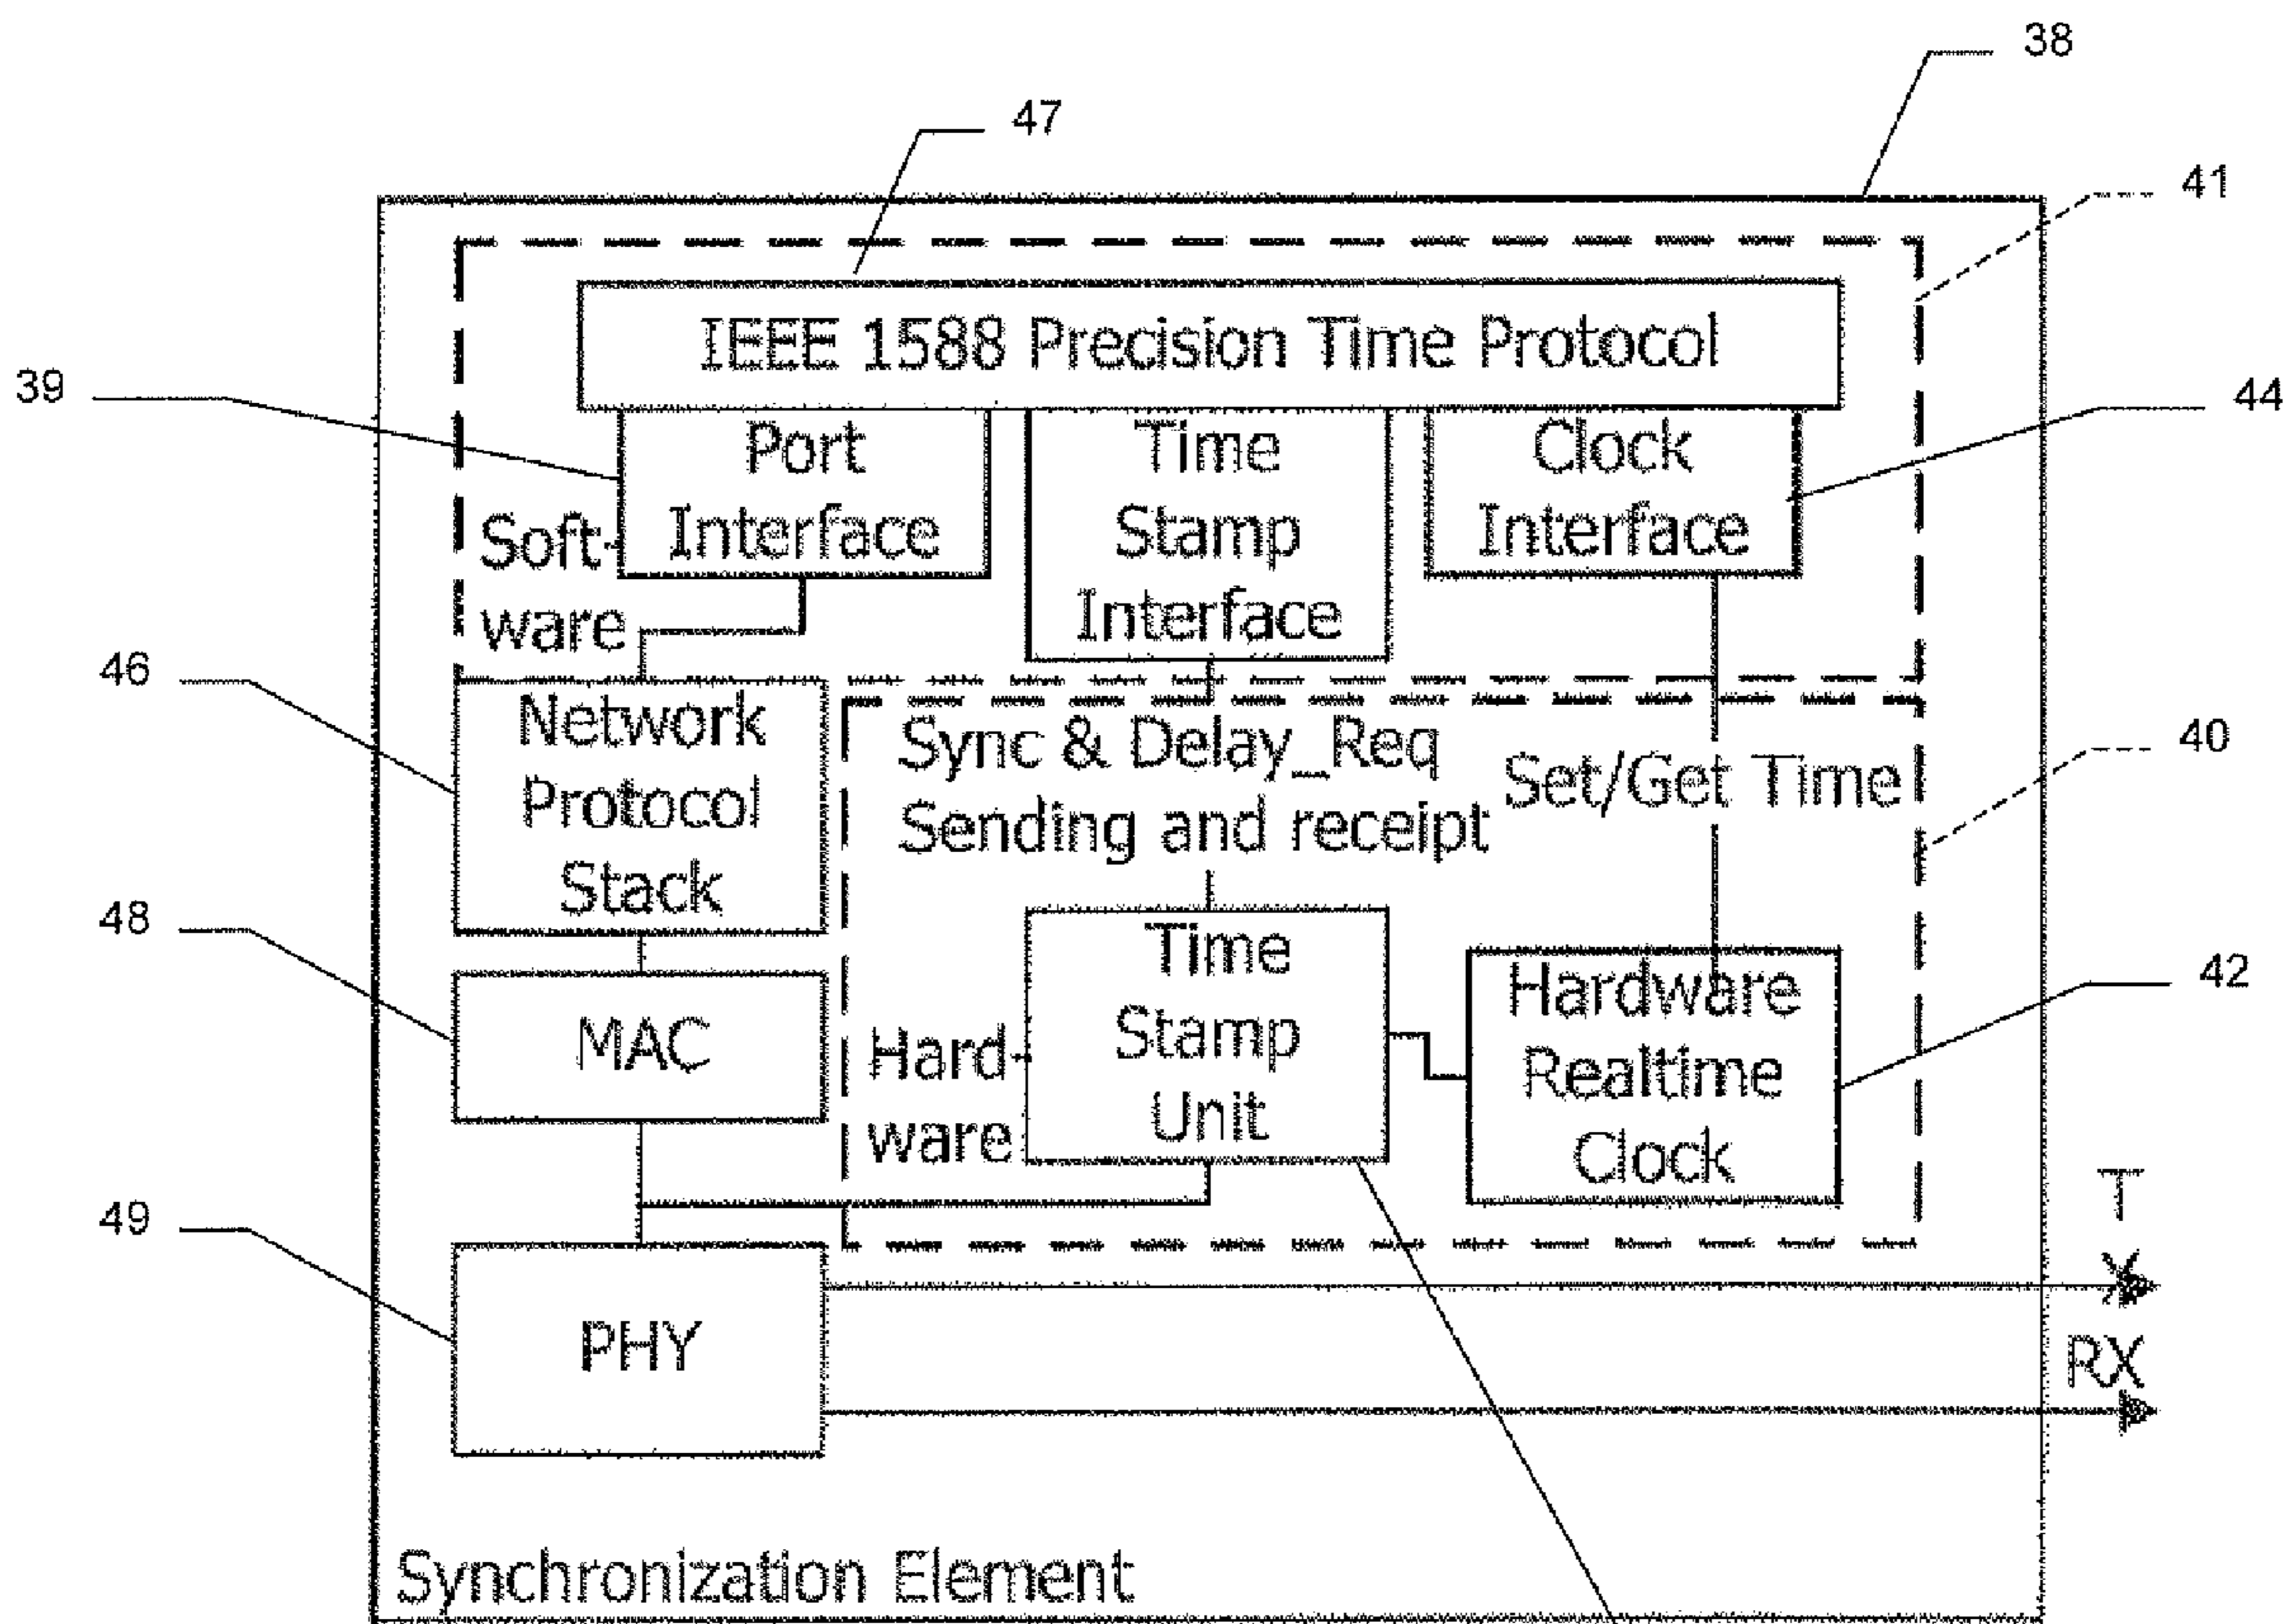 38
47
41
IEEE 1588 Precision Time Protocol
39
44
Port
Interface
Time
Stamp
Interface
Clock
Interface
Soft-
ware
46
Network
Protocol
Stack
Sync & Delay_Req
Sending and receipt
Set/Get Time
40
48
MAC
Hard-
ware
Time
Stamp
Unit
Hardware
Realtime
Clock
42
49
PHY
T
X
RX
Synchronization Element